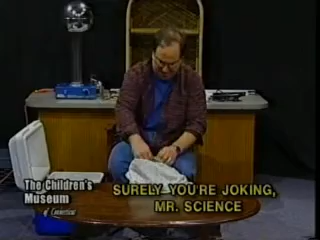 The Children's
Museum
of Connecticut
SURELY YOU'RE JOKING,
MR. SCIENCE